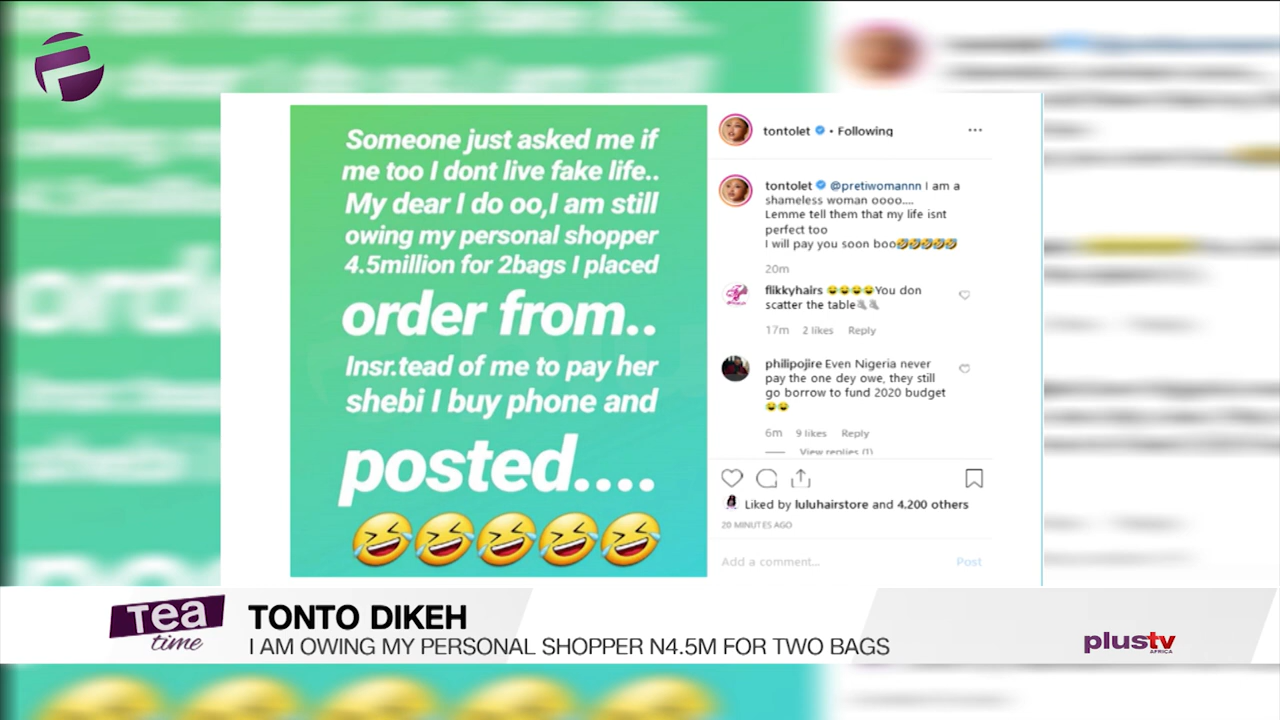 Someone just asked me if
me too I dont live fake life..
My dear I do oo,I am still
owing my personal shopper
4.5million for 2bags I placed
order from..
Insr.tead of me to pay her
shebi I buy phone and
posted....
🤣🤣🤣🤣🤣
tontolet • Following
tontolet @pretiwomannn I am a
shameless woman oooo....
Lemme tell them that my life isnt
perfect too
I will pay you soon boo🤣🤣🤣🤣🤣
20m
flikkyhairs 😂😂😂😂You don
scatter the table
17m 2 likes Reply
philipojire Even Nigeria never
pay the one dey owe, they still
go borrow to fund 2020 budget
😂😂
6m 9 likes Reply
View replies (1)
Liked by luluhairstore and 4,200 others
20 MINUTES AGO
Add a comment... Post
Tea
time
TONTO DIKEH
I AM OWING MY PERSONAL SHOPPER N4.5M FOR TWO BAGS
plustv
AFRICA